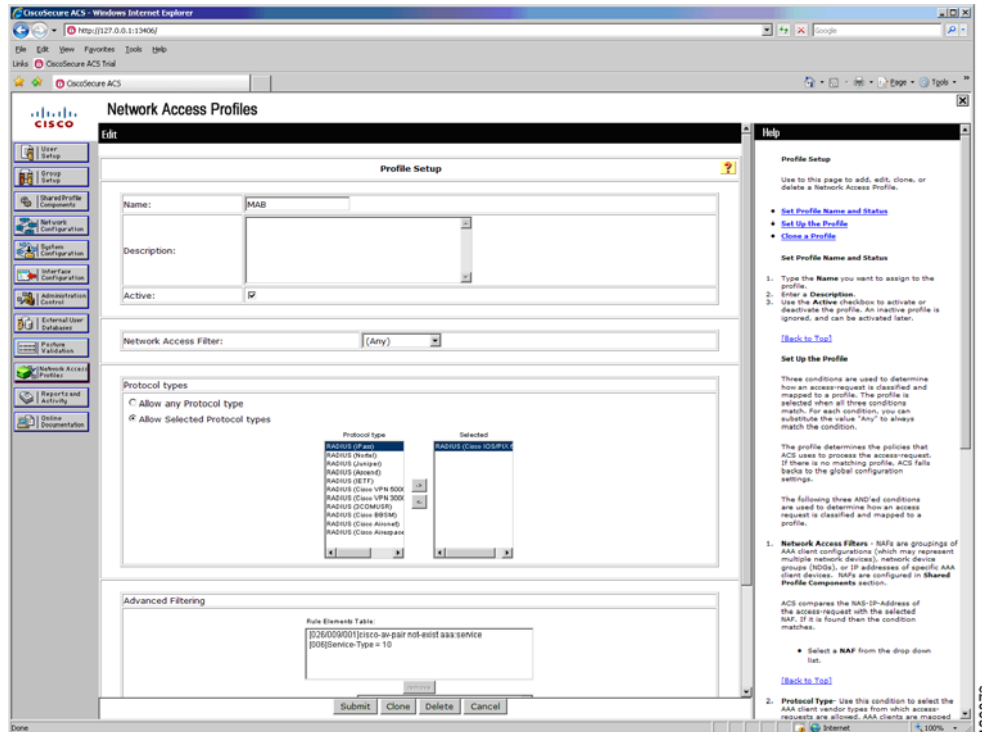 CiscoSecure ACS - Windows Internet Explorer
http://127.0.0.1:13406/
Google
File Edit View Favorites Tools Help
Links CiscoSecure ACS Trial
CiscoSecure ACS
Page Tools
CISCO
Network Access Profiles
Edit
User Setup
Group Setup
Shared Profile Components
Network Configuration
System Configuration
Interface Configuration
Administration Control
External User Databases
Posture Validation
Network Access Profiles
Reports and Activity
Online Documentation
Profile Setup
Name: MAB
Description:
Active:
Network Access Filter: (Any)
Protocol types
Allow any Protocol type
Allow Selected Protocol types
Protocol type Selected
RADIUS (iPass) RADIUS (Cisco IOS/PIX 6
RADIUS (Nortel)
RADIUS (Juniper)
RADIUS (Ascend)
RADIUS (IETF)
RADIUS (Cisco VPN 5000
RADIUS (Cisco VPN 3000
RADIUS (3COMUSR)
RADIUS (Cisco BBSM)
RADIUS (Cisco Aironet)
RADIUS (Cisco Airespace
->
<-
Advanced Filtering
Rule Elements Table:
[026/009/001]cisco-av-pair not-exist aaa:service
[006]Service-Type = 10
remove
Submit Clone Delete Cancel
Help
Profile Setup
Use to this page to add, edit, clone, or
delete a Network Access Profile.
Set Profile Name and Status
Set Up the Profile
Clone a Profile
Set Profile Name and Status
1. Type the Name you want to assign to the
profile.
2. Enter a Description.
3. Use the Active checkbox to activate or
deactivate the profile. An inactive profile is
ignored, and can be activated later.
[Back to Top]
Set Up the Profile
Three conditions are used to determine
how an access-request is classified and
mapped to a profile. The profile is
selected when all three conditions
match. For each condition, you can
substitute the value "Any" to always
match the condition.
The profile determines the policies that
ACS uses to process the access-request.
If there is no matching profile, ACS falls
backs to the global configuration
settings.
The following three AND'ed conditions
are used to determine how an access
request is classified and mapped to a
profile.
1. Network Access Filters - NAFs are groupings of
AAA client configurations (which may represent
multiple network devices), network device
groups (NDGs), or IP addresses of specific AAA
client devices. NAFs are configured in Shared
Profile Components section.
ACS compares the NAS-IP-Address of
the access-request with the selected
NAF. If it is found then the condition
matches.
Select a NAF from the drop down
list.
[Back to Top]
2. Protocol Type- Use this condition to select the
AAA client vendor types from which access-
requests are allowed. AAA clients are mapped
Done
Internet
100%